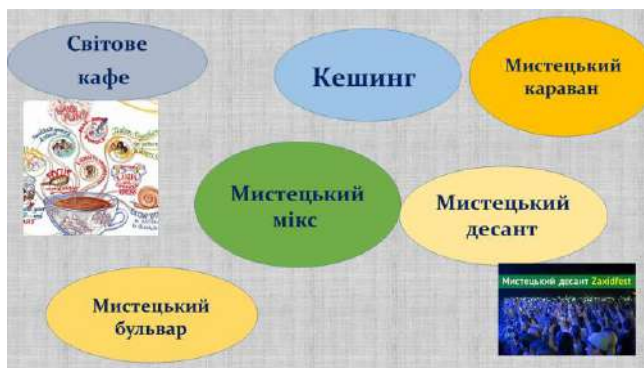 Світове
кафе
Кешинг
Мистецький
караван
Мистецький
мікс
Мистецький
десант
Мистецький
бульвар
Мистецький десант Zaxidfest